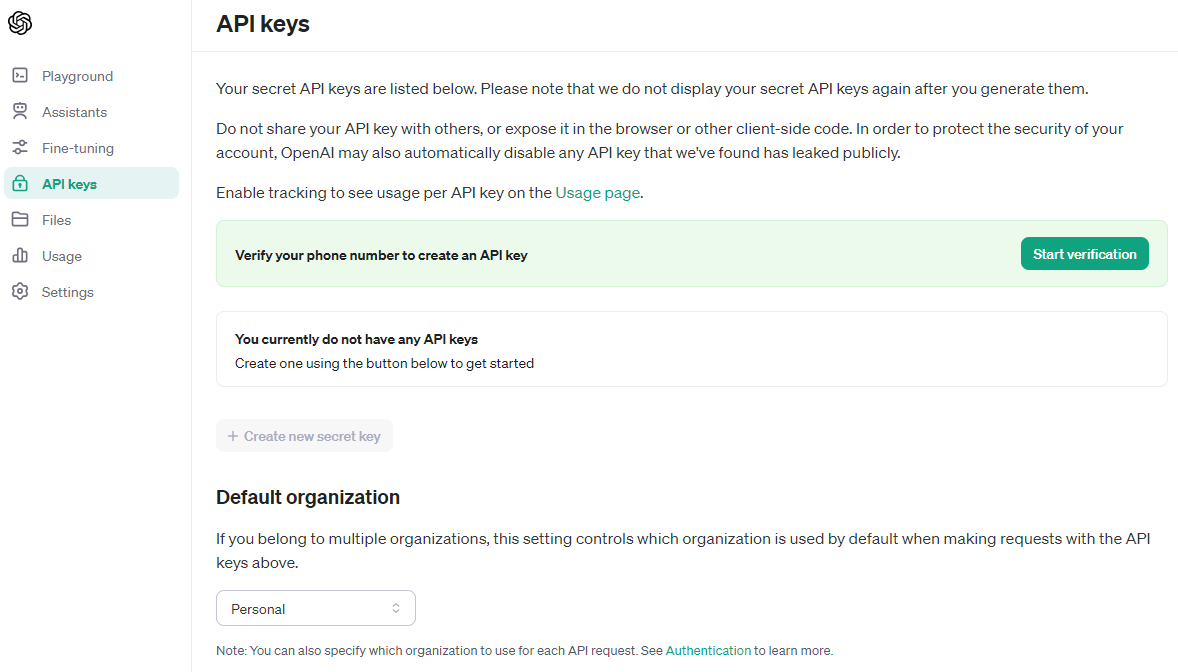 API keys
Playground
Assistants
Fine-tuning
API keys
Files
Usage
Settings
Your secret API keys are listed below. Please note that we do not display your secret API keys again after you generate them.
Do not share your API key with others, or expose it in the browser or other client-side code. In order to protect the security of your
account, OpenAI may also automatically disable any API key that we've found has leaked publicly.
Enable tracking to see usage per API key on the Usage page.
Verify your phone number to create an API key
Start verification
You currently do not have any API keys
Create one using the button below to get started
+ Create new secret key
Default organization
If you belong to multiple organizations, this setting controls which organization is used by default when making requests with the API
keys above.
Personal
Note: You can also specify which organization to use for each API request. See Authentication to learn more.